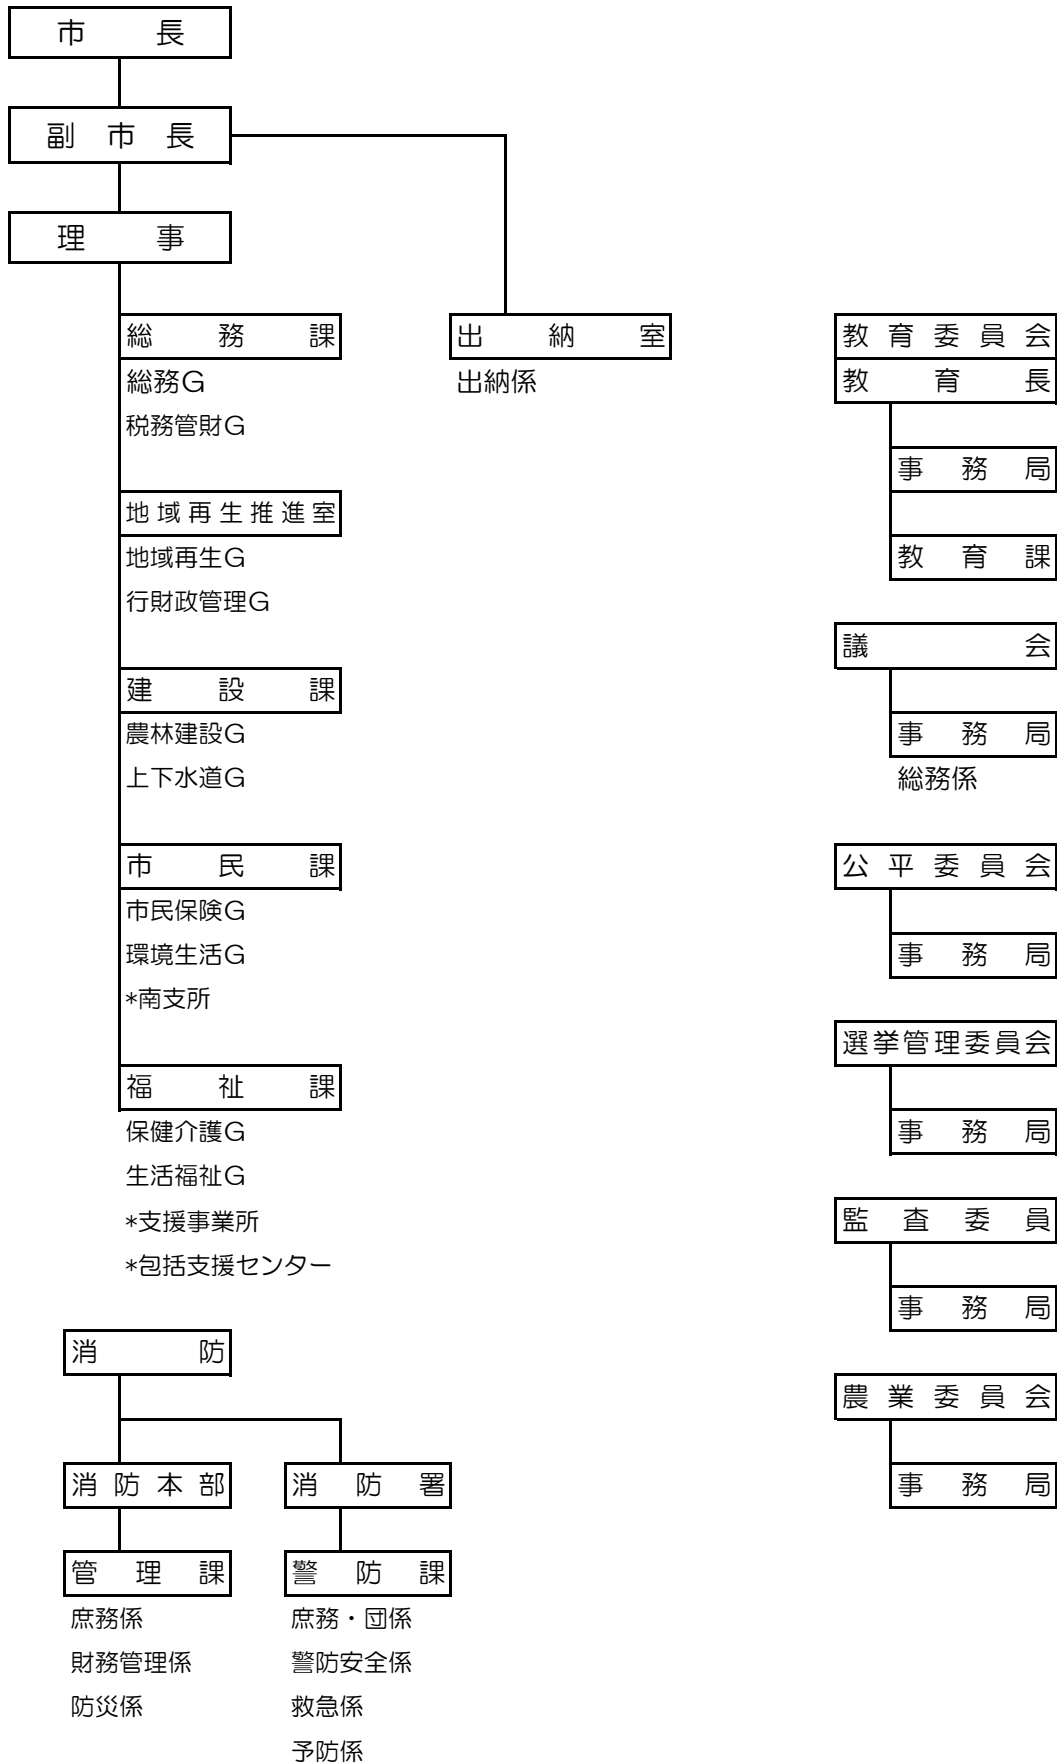 市長
副市長
理事
総務課
総務G
税務管財G
地域再生推進室
地域再生G
行財政管理G
建設課
農林建設G
上下水道G
市民課
市民保険G
環境生活G
*南支所
福祉課
保健介護G
生活福祉G
*支援事業所
*包括支援センター
出納室
出納係
教育委員会
教育長
事務局
教育課
議会
事務局
総務係
公平委員会
事務局
選挙管理委員会
事務局
監査委員
事務局
農業委員会
事務局
消防
消防本部
管理課
庶務係
財務管理係
防災係
消防署
警防課
庶務・団係
警防安全係
救急係
予防係